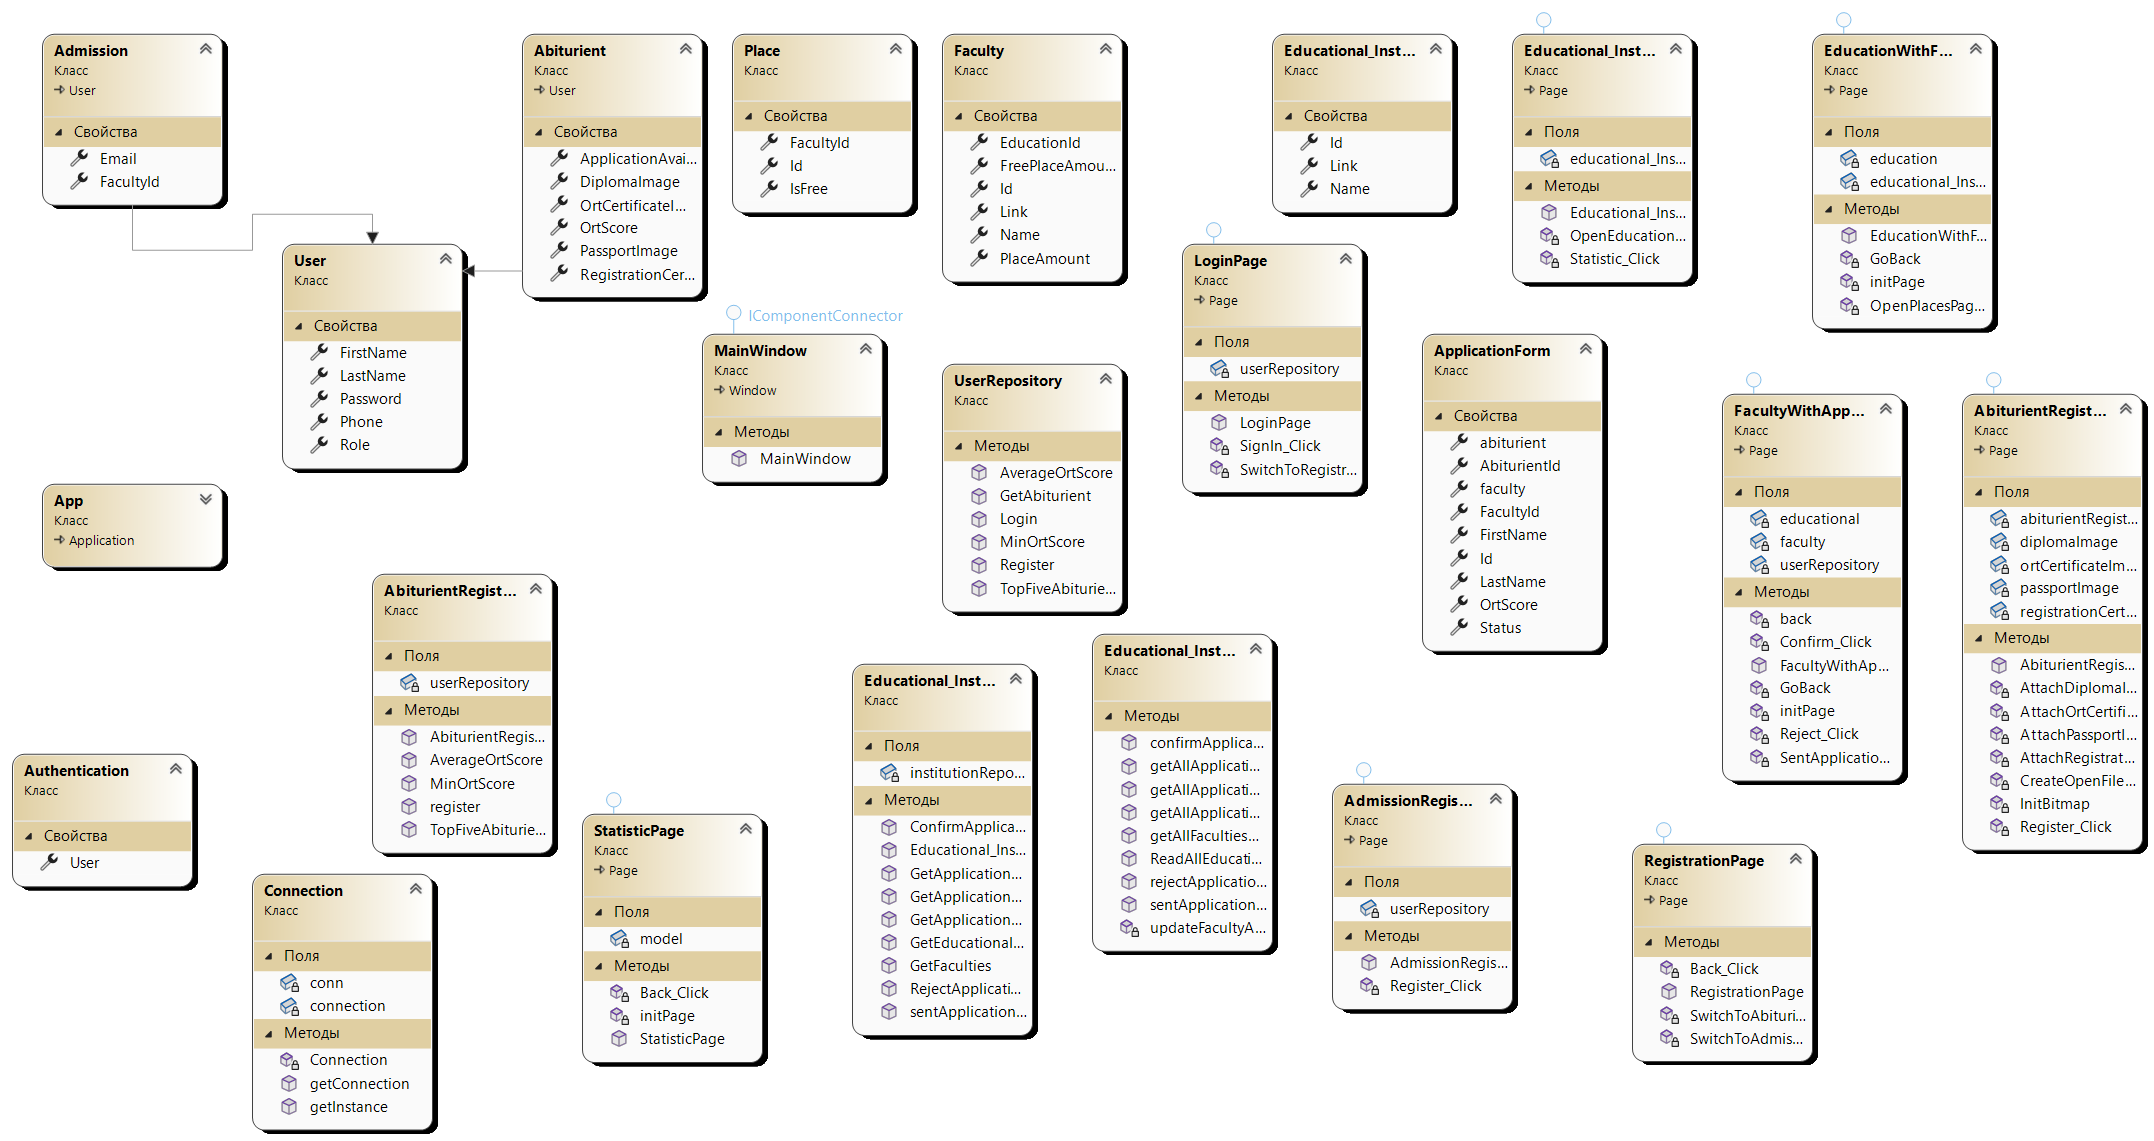 Admission
Класс
User
Свойства
Email
FacultyId
Abiturient
Класс
User
Свойства
ApplicationAvai...
DiplomaImage
OrtCertificateI...
OrtScore
PassportImage
RegistrationCer...
Place
Класс
Свойства
FacultyId
Id
IsFree
Faculty
Класс
Свойства
EducationId
FreePlaceAmou...
Id
Link
Name
PlaceAmount
Educational_Inst...
Класс
Свойства
Id
Link
Name
Educational_Inst...
Класс
Page
Поля
educational_Ins...
Методы
Educational_Ins...
OpenEducation...
Statistic_Click
EducationWithF...
Класс
Page
Поля
education
educational_Ins...
Методы
EducationWithF...
GoBack
initPage
OpenPlacesPag...
User
Класс
Свойства
FirstName
LastName
Password
Phone
Role
IComponentConnector
MainWindow
Класс
Window
Методы
MainWindow
UserRepository
Класс
Методы
AverageOrtScore
GetAbiturient
Login
MinOrtScore
Register
TopFiveAbiturie...
LoginPage
Класс
Page
Поля
userRepository
Методы
LoginPage
SignIn_Click
SwitchToRegistr...
ApplicationForm
Класс
Свойства
abiturient
AbiturientId
faculty
FacultyId
FirstName
Id
LastName
OrtScore
Status
FacultyWithApp...
Класс
Page
Поля
educational
faculty
userRepository
Методы
back
Confirm_Click
FacultyWithAp...
GoBack
initPage
Reject_Click
SentApplicatio...
AbiturientRegist...
Класс
Page
Поля
abiturientRegist...
diplomaImage
ortCertificateIm...
passportImage
registrationCert...
Методы
AbiturientRegis...
AttachDiplomaI...
AttachOrtCertifi...
AttachPassportI...
AttachRegistrat...
CreateOpenFile...
InitBitmap
Register_Click
App
Класс
Application
AbiturientRegist...
Класс
Поля
userRepository
Методы
AbiturientRegis...
AverageOrtScore
MinOrtScore
register
TopFiveAbiturie...
Authentication
Класс
Свойства
User
Connection
Класс
Поля
conn
connection
Методы
Connection
getConnection
getInstance
StatisticPage
Класс
Page
Поля
model
Методы
Back_Click
initPage
StatisticPage
Educational_Inst...
Класс
Поля
institutionRepo...
Методы
ConfirmApplica...
Educational_Ins...
GetApplication...
GetApplication...
GetApplication...
GetEducational...
GetFaculties
RejectApplicati...
sentApplication...
Educational_Inst...
Класс
Методы
confirmApplica...
getAllApplicati...
getAllApplicati...
getAllApplicati...
getAllFaculties...
ReadAllEducati...
rejectApplicatio...
sentApplication...
updateFacultyA...
AdmissionRegis...
Класс
Page
Поля
userRepository
Методы
AdmissionRegis...
Register_Click
RegistrationPage
Класс
Page
Методы
Back_Click
RegistrationPage
SwitchToAbituri...
SwitchToAdmis...